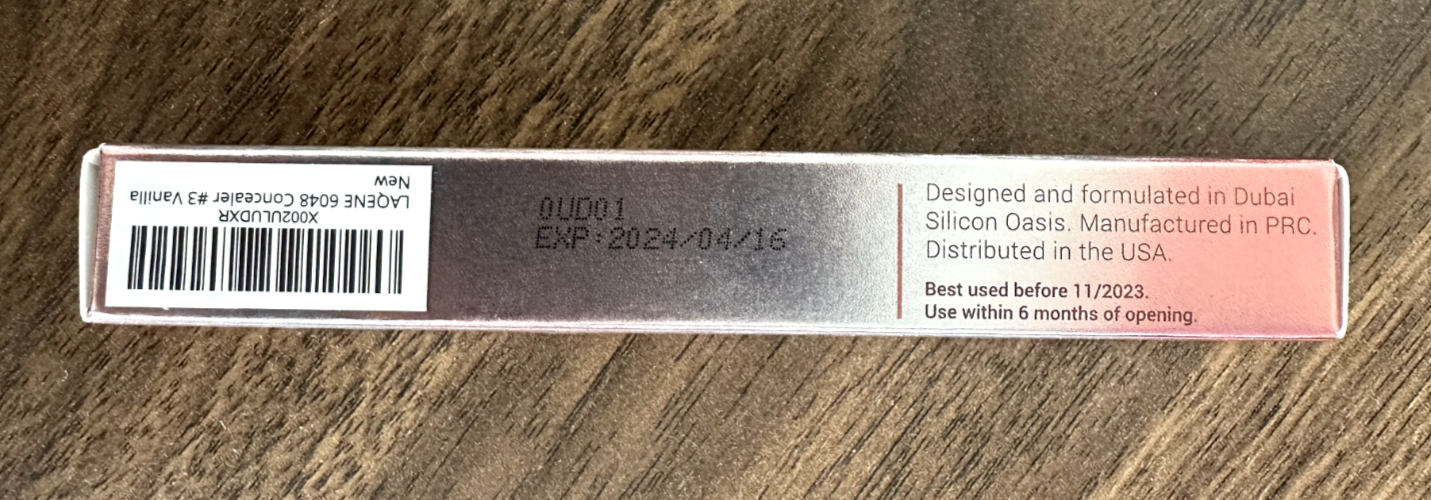 New
LAQENE 6048 Concealer #3 Vanilla
X002ULUDXR
0UD01
EXP:2024/04/16
Designed and formulated in Dubai
Silicon Oasis. Manufactured in PRC.
Distributed in the USA.
Best used before 11/2023.
Use within 6 months of opening.